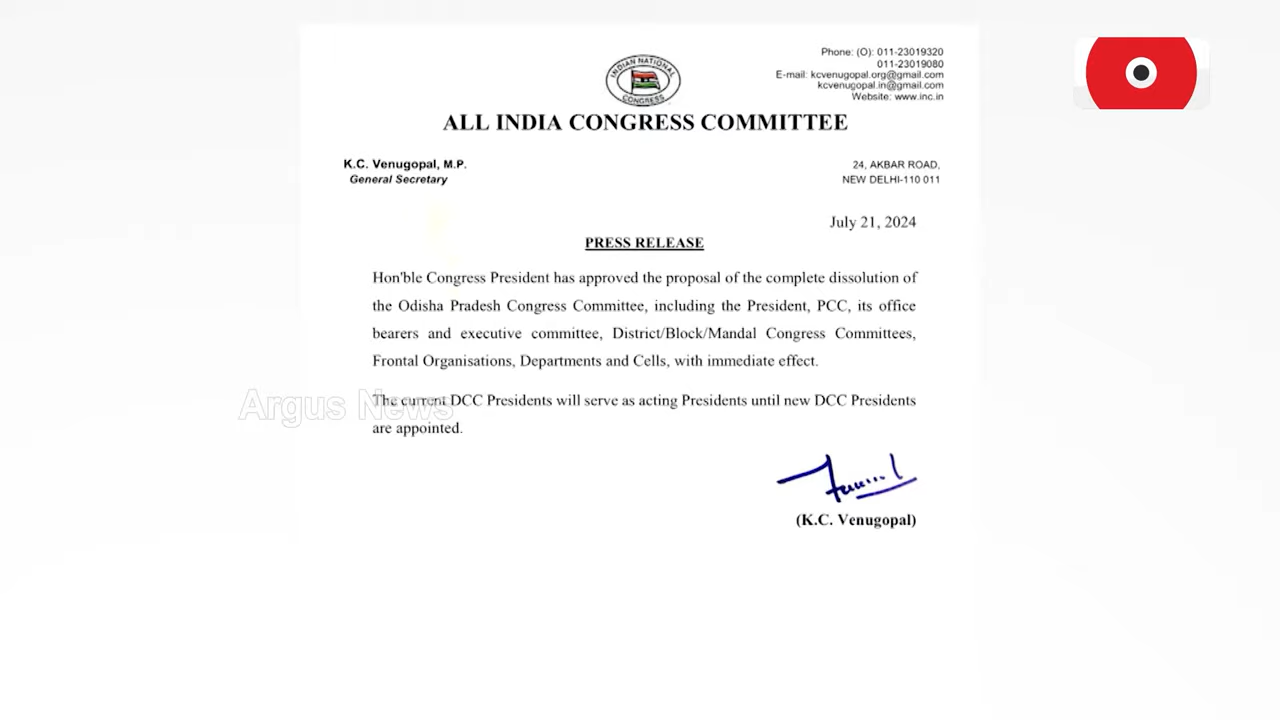 Phone: (O): 011-23019320
011-23019080
E-mail: kcvenugopal.org@gmail.com
kcvenugopal.in@gmail.com
Website: www.inc.in
INDIAN NATIONAL
CONGRESS
ALL INDIA CONGRESS COMMITTEE
K.C. Venugopal, M.P.
General Secretary
24, AKBAR ROAD,
NEW DELHI-110 011
July 21, 2024
PRESS RELEASE
Hon'ble Congress President has approved the proposal of the complete dissolution of
the Odisha Pradesh Congress Committee, including the President, PCC, its office
bearers and executive committee, District/Block/Mandal Congress Committees,
Frontal Organisations, Departments and Cells, with immediate effect.
Argus News
The current DCC Presidents will serve as acting Presidents until new DCC Presidents
are appointed.
(K.C. Venugopal)